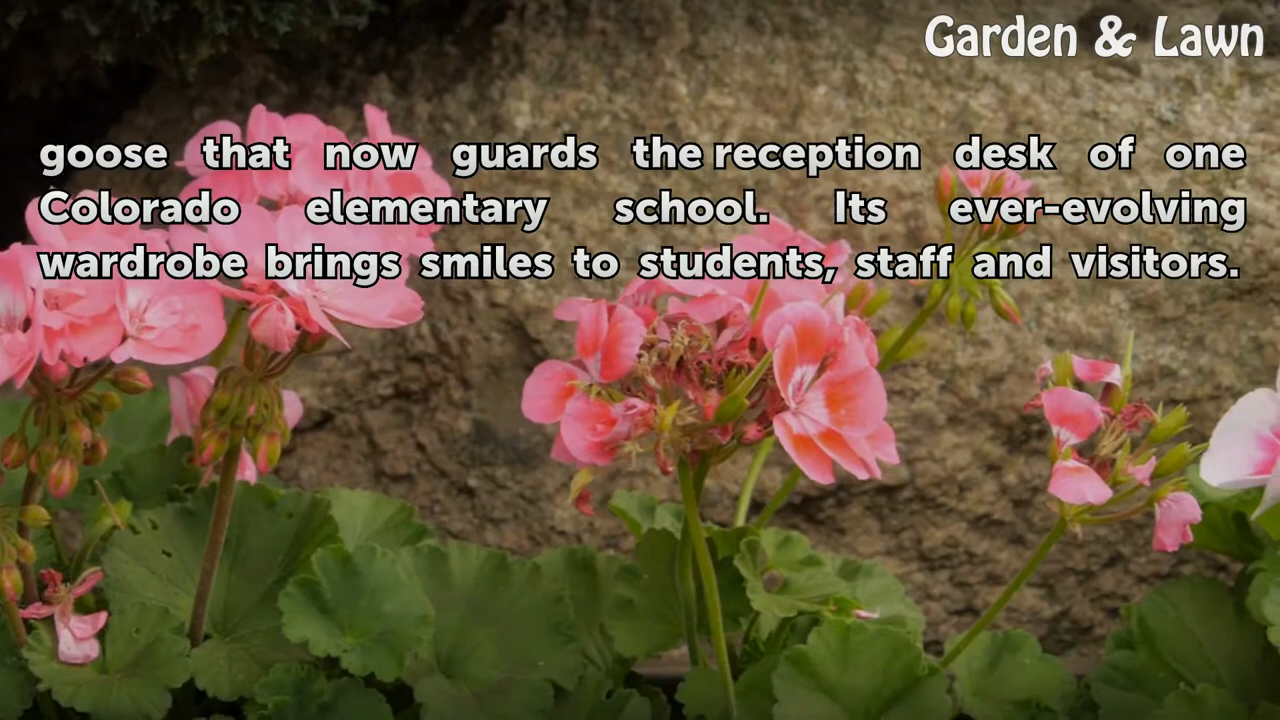 Garden & Lawn
goose that now guards the reception desk of one
Colorado elementary school. Its ever-evolving
wardrobe brings smiles to students, staff and visitors.